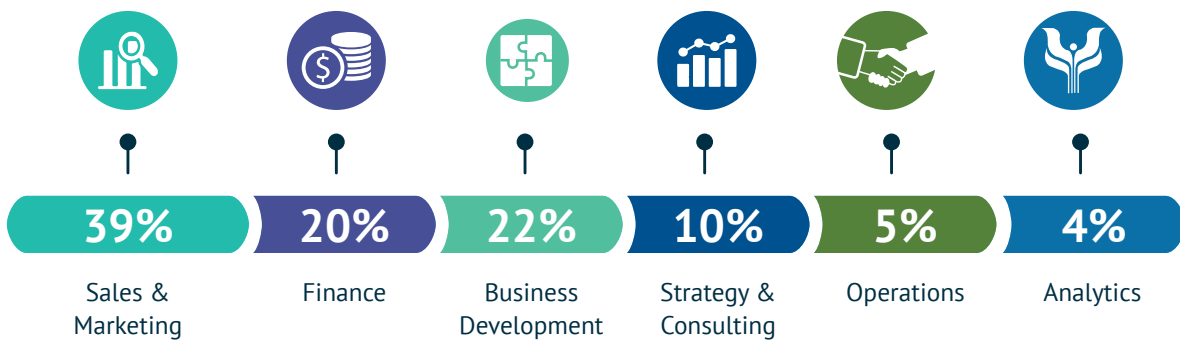 $
39%
20%
22%
10%
5%
4%
Sales &
Marketing
Finance
Business
Development
Strategy &
Consulting
Operations
Analytics